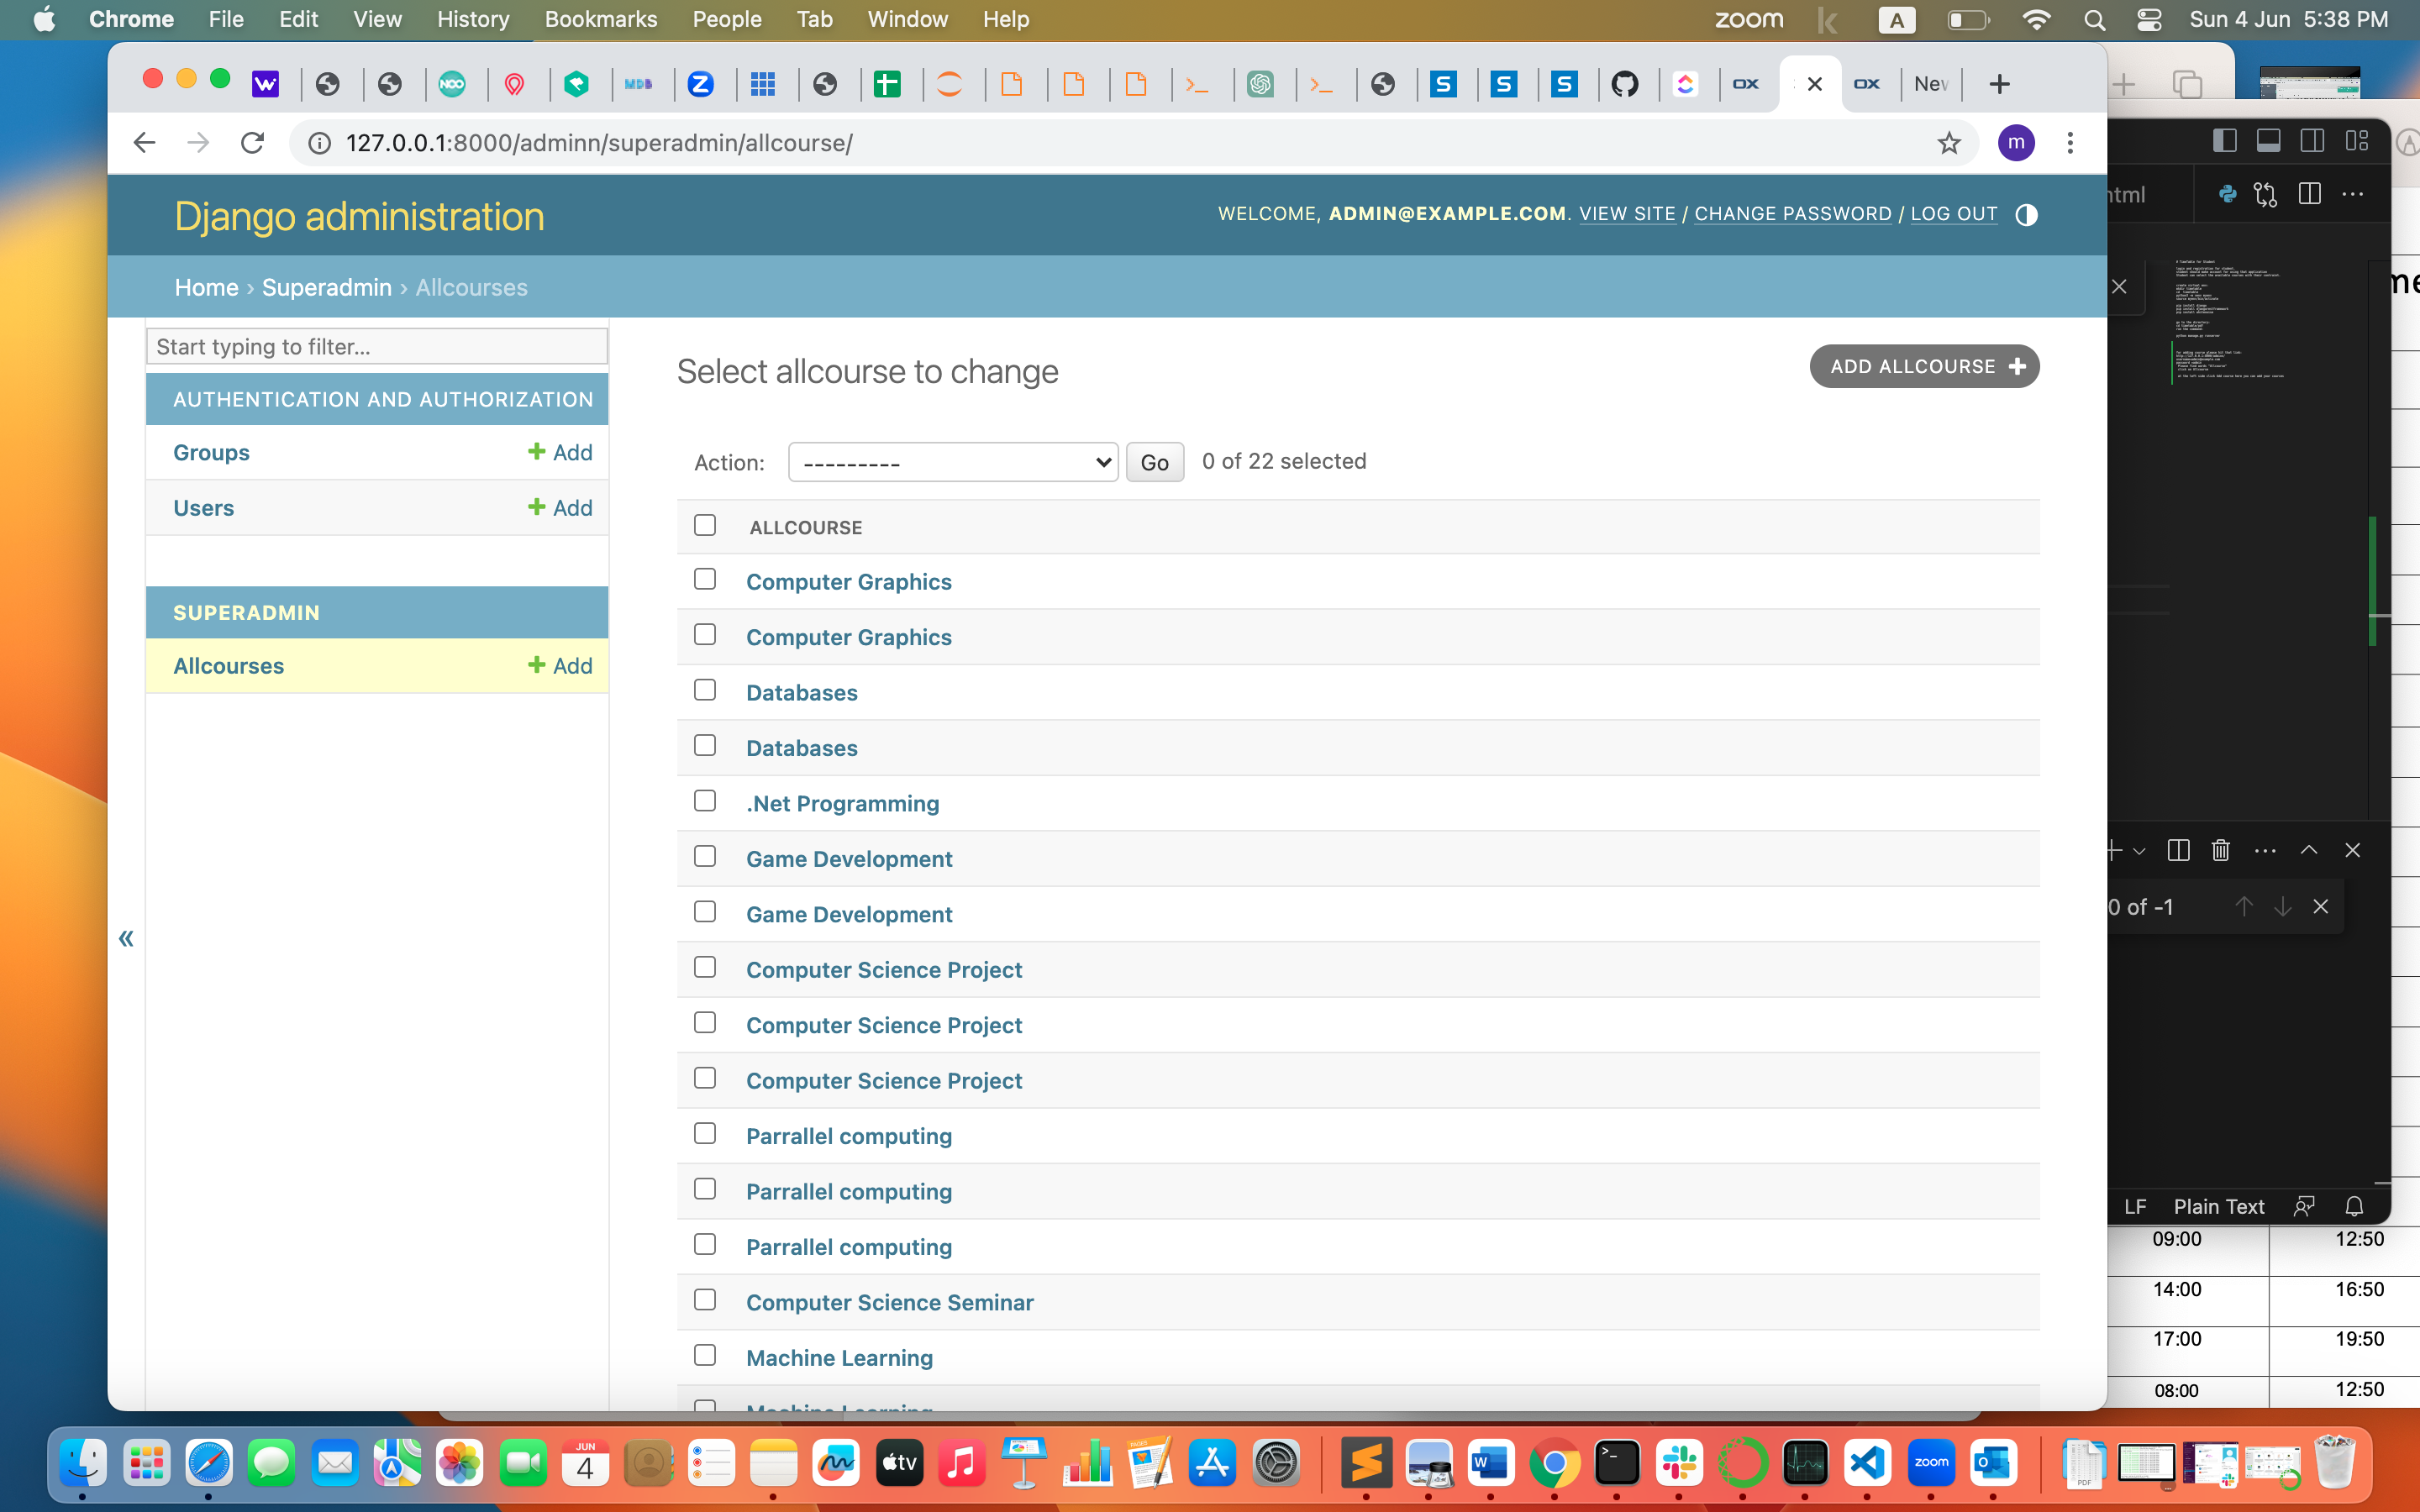 Chrome File Edit View History Bookmarks People Tab Window Help zoom A Sun 4 Jun 5:38 PM
127.0.0.1:8000/adminn/superadmin/allcourse/
m
Django administration
WELCOME, ADMIN@EXAMPLE.COM. VIEW SITE / CHANGE PASSWORD / LOG OUT
Home › Superadmin › Allcourses
Start typing to filter...
AUTHENTICATION AND AUTHORIZATION
Groups + Add
Users + Add
SUPERADMIN
Allcourses + Add
«
Select allcourse to change
ADD ALLCOURSE +
Action: --------- Go 0 of 22 selected
ALLCOURSE
Computer Graphics
Computer Graphics
Databases
Databases
.Net Programming
Game Development
Game Development
Computer Science Project
Computer Science Project
Computer Science Project
Parrallel computing
Parrallel computing
Parrallel computing
Computer Science Seminar
Machine Learning
Machine Learning
0 of -1
LF Plain Text
09:00 12:50
14:00 16:50
17:00 19:50
08:00 12:50
JUN
4
tv
zoom
PDF